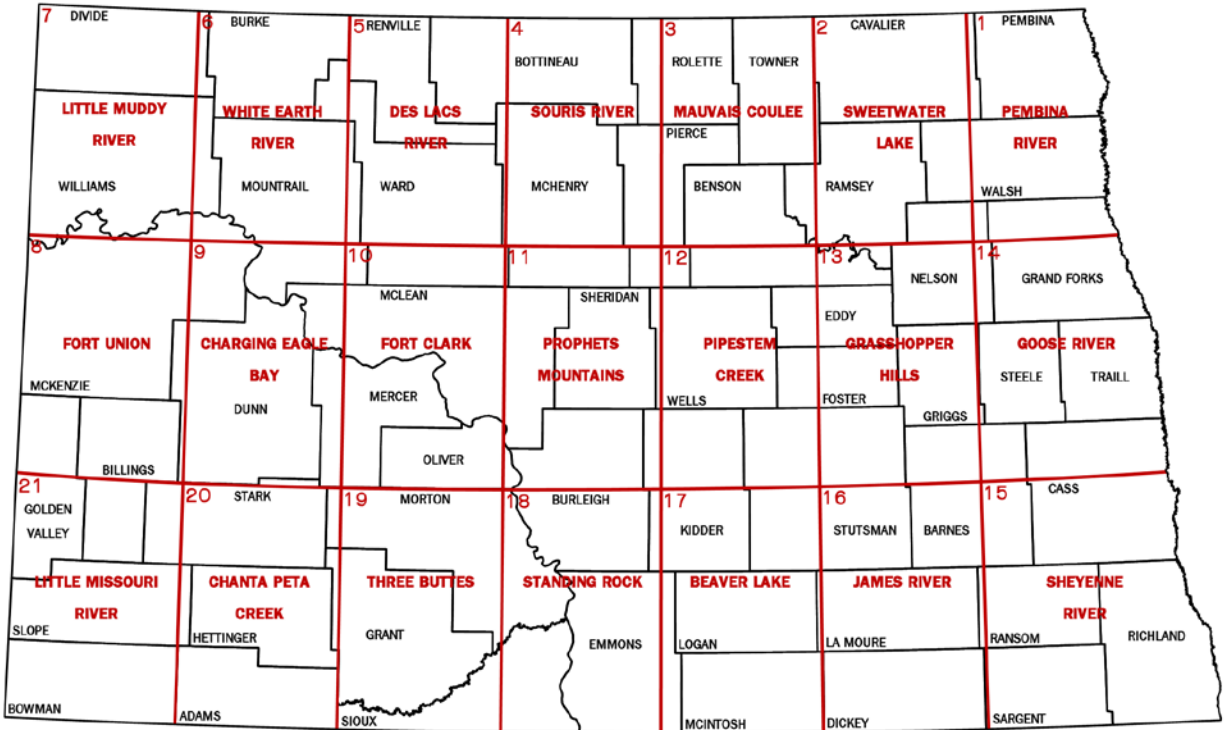 7 DIVIDE 6 BURKE 5 RENVILLE 4 3 2 CAVALIER 1 PEMBINA
BOTTINEAU ROLETTE TOWNER
LITTLE MUDDY WHITE EARTH DES LACS SOURIS RIVER MAUVAIS COULEE SWEETWATER PEMBINA
RIVER RIVER RIVER PIERCE LAKE RIVER
WILLIAMS MOUNTRAIL WARD MCHENRY BENSON RAMSEY WALSH
8 9 10 11 12 13 14
NELSON GRAND FORKS
MCLEAN SHERIDAN
EDDY
FORT UNION CHARGING EAGLE FORT CLARK PROPHETS PIPESTEM GRASSHOPPER GOOSE RIVER
BAY MOUNTAINS CREEK HILLS STEELE TRAILL
MCKENZIE DUNN MERCER WELLS FOSTER GRIGGS
OLIVER
BILLINGS
21 20 STARK 19 MORTON 18 BURLEIGH 17 16 15 CASS
GOLDEN
VALLEY KIDDER STUTSMAN BARNES
LITTLE MISSOURI CHANTA PETA THREE BUTTES STANDING ROCK BEAVER LAKE JAMES RIVER SHEYENNE
RIVER CREEK RIVER
SLOPE HETTINGER GRANT EMMONS LOGAN LA MOURE RANSOM RICHLAND
BOWMAN ADAMS SIOUX MCINTOSH DICKEY SARGENT